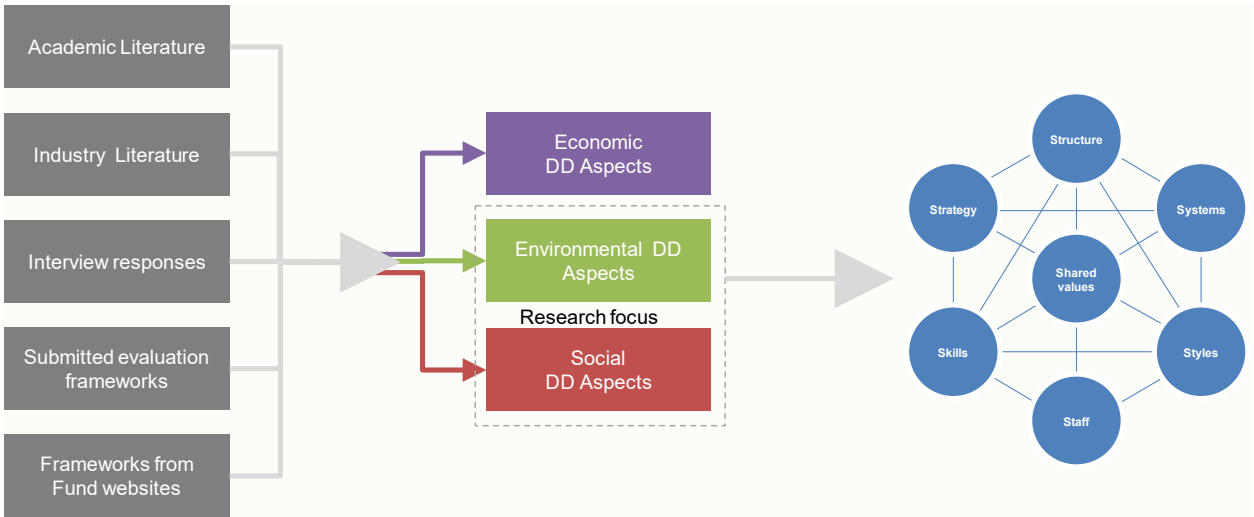 Academic Literature
Industry Literature
Interview responses
Submitted evaluation
frameworks
Frameworks from
Fund websites
Economic
DD Aspects
Environmental DD
Aspects
Research focus
Social
DD Aspects
Structure
Strategy
Systems
Shared
values
Skills
Styles
Staff